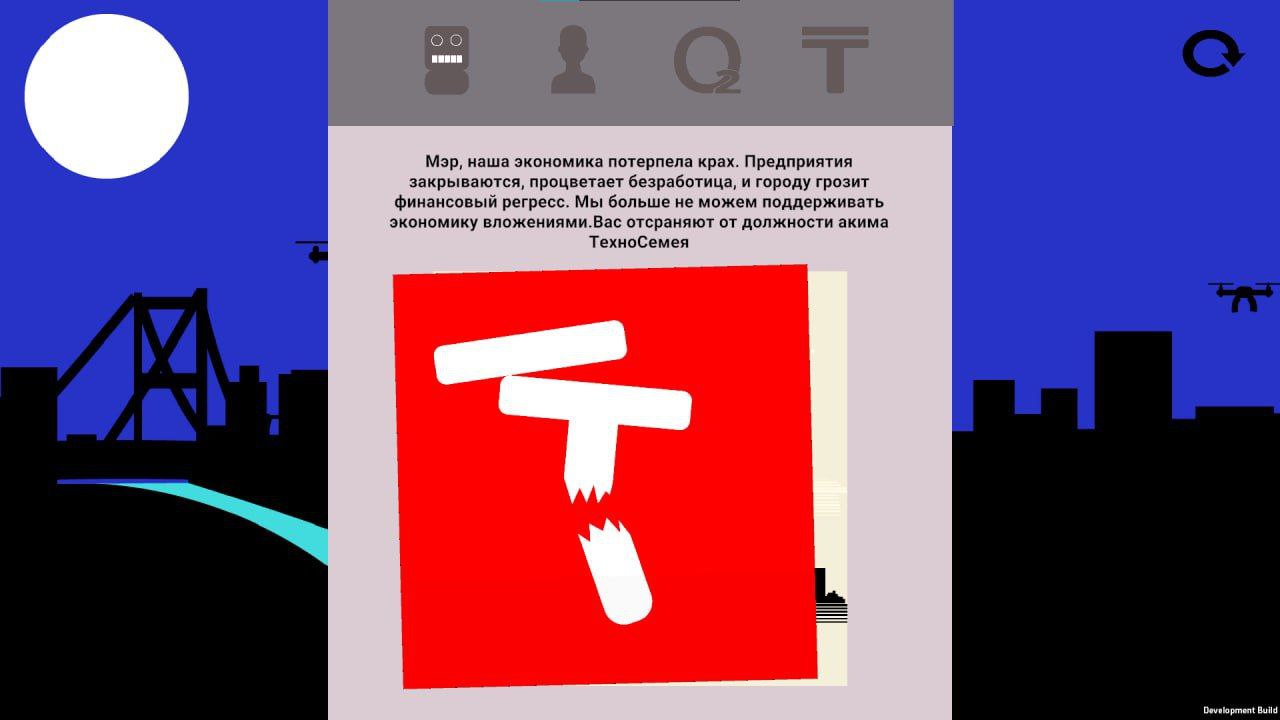 Мэр, наша экономика потерпела крах. Предприятия
закрываются, процветает безработица, и городу грозит
финансовый регресс. Мы больше не можем поддерживать
экономику вложениями.Вас отсраняют от должности акима
ТехноСемея
Development Build